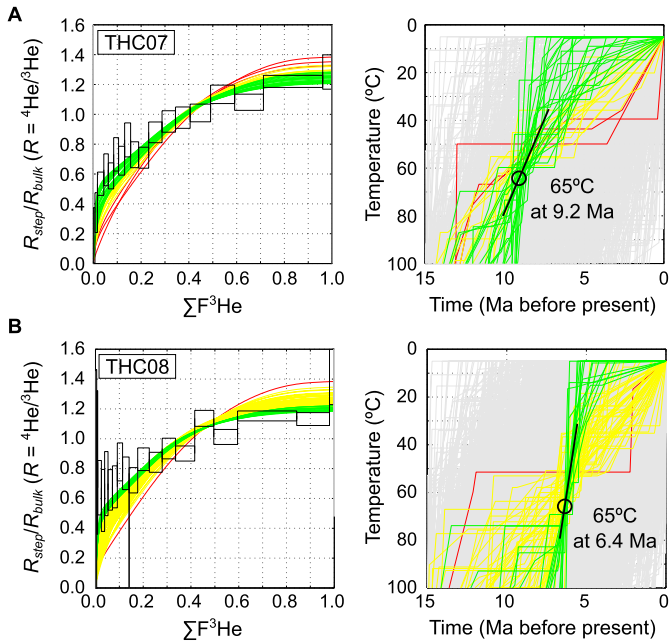 A
THC07
R_step/R_bulk (R = ⁴He/³He)
1.6
1.4
1.2
1.0
0.8
0.6
0.4
0.2
0.0
0.0 0.2 0.4 0.6 0.8 1.0
∑F³He
Temperature (ºC)
0
20
40
60
80
100
65ºC
at 9.2 Ma
15 10 5 0
Time (Ma before present)
B
THC08
R_step/R_bulk (R = ⁴He/³He)
1.6
1.4
1.2
1.0
0.8
0.6
0.4
0.2
0.0
0.0 0.2 0.4 0.6 0.8 1.0
∑F³He
Temperature (ºC)
0
20
40
60
80
100
65ºC
at 6.4 Ma
15 10 5 0
Time (Ma before present)